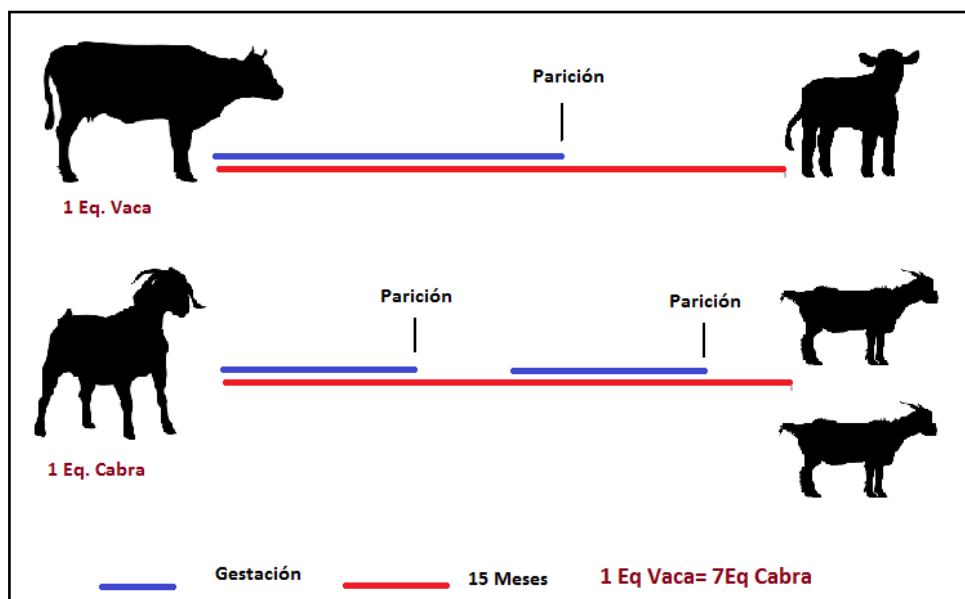 Parición
1 Eq. Vaca
Parición
Parición
1 Eq. Cabra
Gestación
15 Meses
1 Eq Vaca= 7Eq Cabra